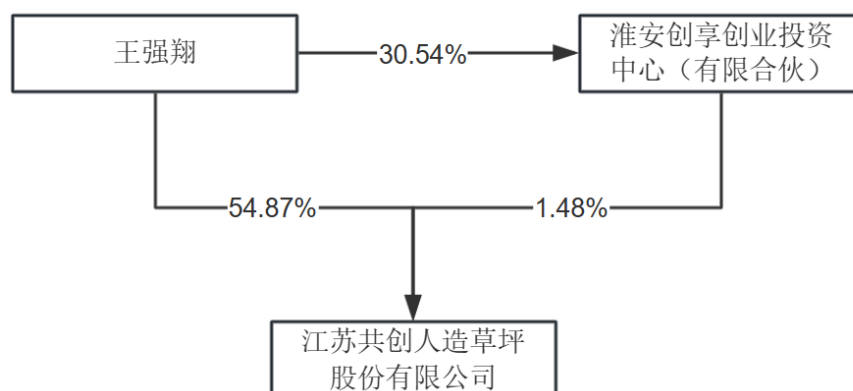 王强翔
30.54%
淮安创享创业投资
中心（有限合伙）
54.87%
1.48%
江苏共创人造草坪
股份有限公司